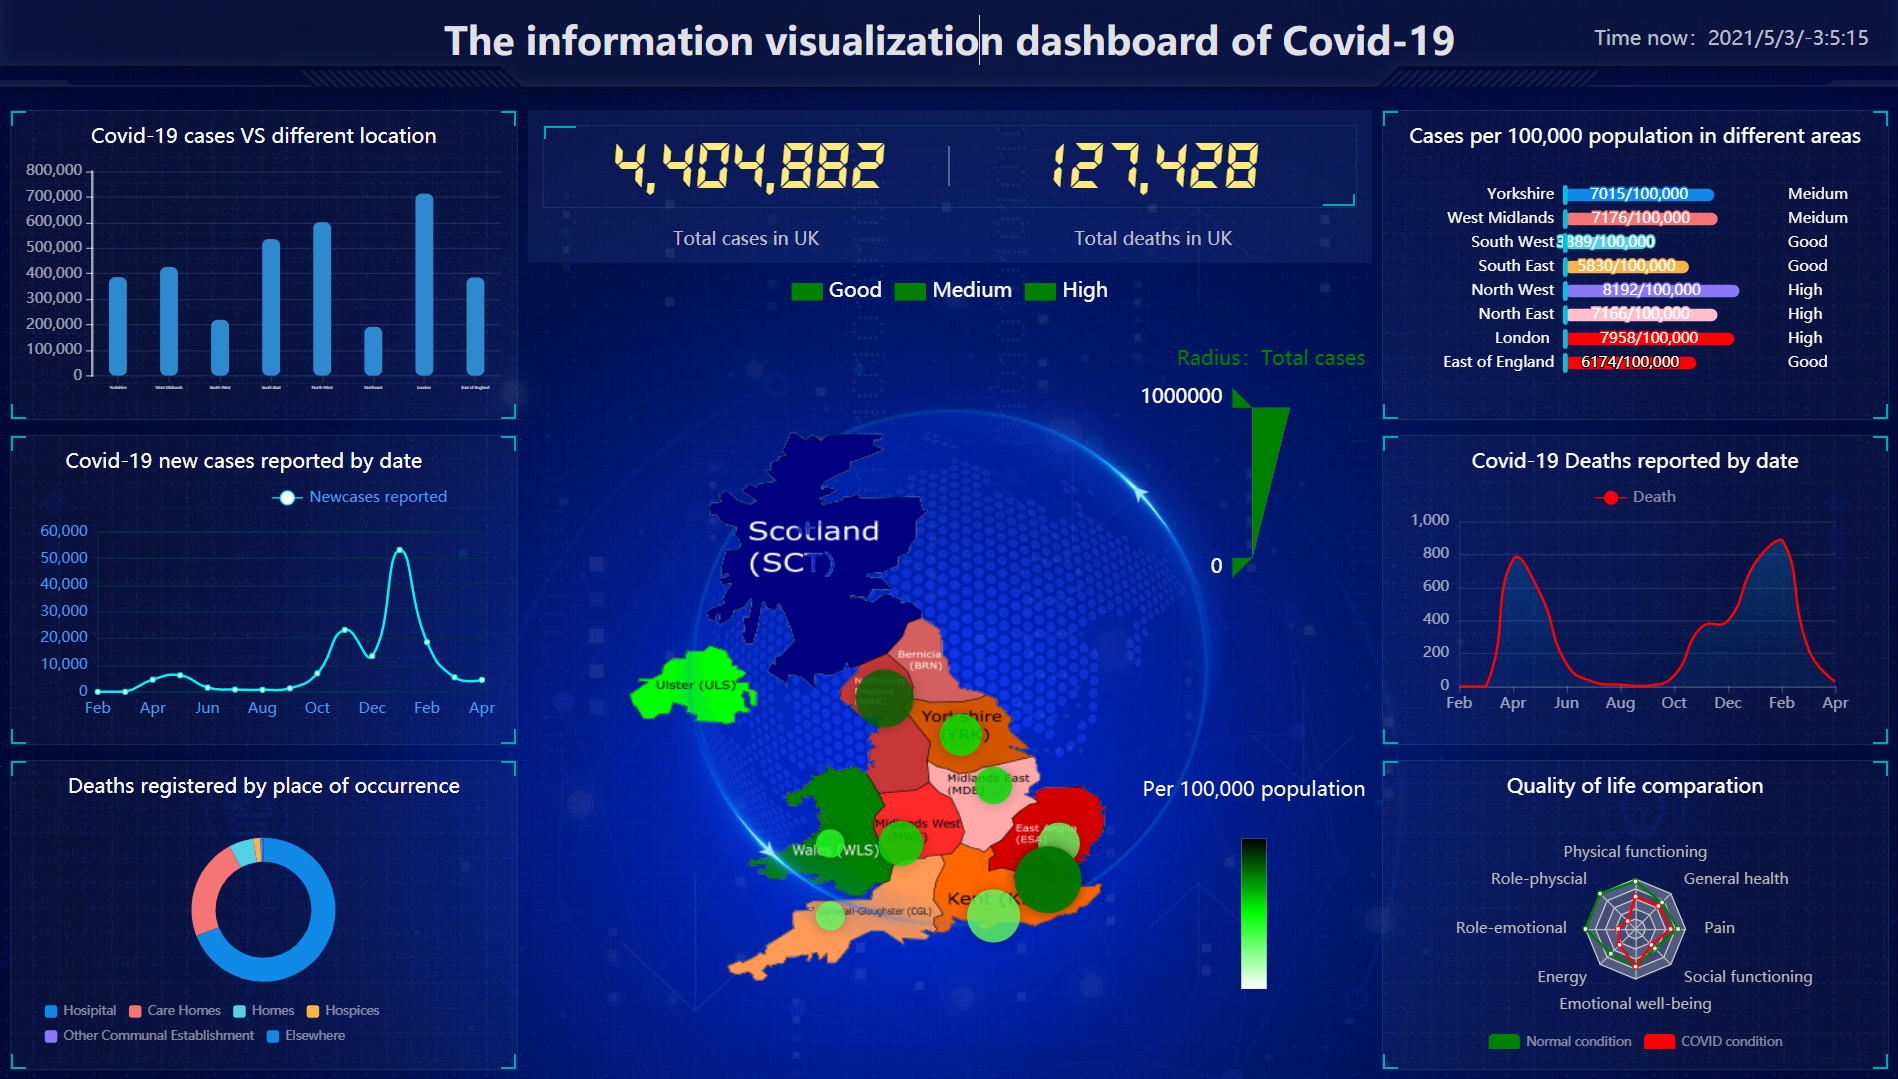 The information visualization dashboard of Covid-19
Time now：2021/5/3/-3:5:15
Covid-19 cases VS different location
800,000
700,000
600,000
500,000
400,000
300,000
200,000
100,000
0
Yorkshire West Midlands South West South East North West Northeast London East of England
4,404,882
127,428
Total cases in UK
Total deaths in UK
Good Medium High
Radius：Total cases
1000000
0
Scotland
(SCT)
Bernicia
(BRN)
Northwest
England
(NWE)
Ulster (ULS)
Yorkshire
(YRK)
Midlands East
(MDE)
Midlands West
(MWE)
East Anglia
(ESA)
Wales (WLS)
Kent (K
Cornwall-Gloughster (CGL)
Per 100,000 population
Cases per 100,000 population in different areas
Yorkshire 7015/100,000 Meidum
West Midlands 7176/100,000 Meidum
South West 3889/100,000 Good
South East 5830/100,000 Good
North West 8192/100,000 High
North East 7166/100,000 High
London 7958/100,000 High
East of England 6174/100,000 Good
Covid-19 new cases reported by date
Newcases reported
60,000
50,000
40,000
30,000
20,000
10,000
0
Feb Apr Jun Aug Oct Dec Feb Apr
Covid-19 Deaths reported by date
Death
1,000
800
600
400
200
0
Feb Apr Jun Aug Oct Dec Feb Apr
Deaths registered by place of occurrence
Hosipital Care Homes Homes Hospices
Other Communal Establishment Elsewhere
Quality of life comparation
Physical functioning
Role-physcial General health
Role-emotional Pain
Energy Social functioning
Emotional well-being
Normal condition COVID condition